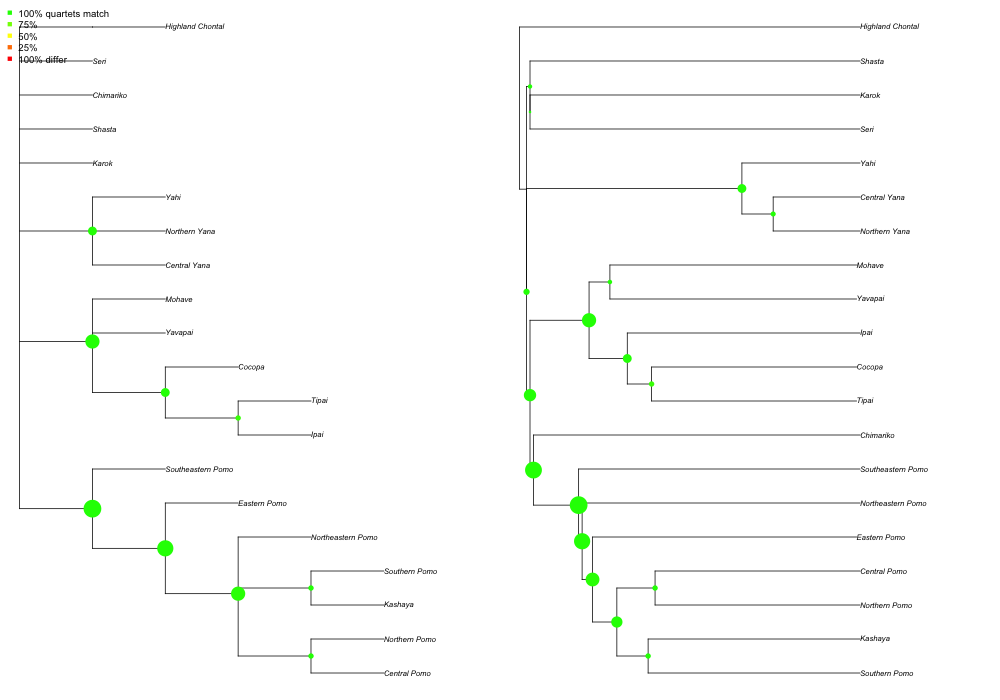 100% quartets match
75%
50%
25%
100% differ
Highland Chontal
Seri
Chimariko
Shasta
Karok
Yahi
Northern Yana
Central Yana
Mohave
Yavapai
Cocopa
Tipai
Ipai
Southeastern Pomo
Eastern Pomo
Northeastern Pomo
Southern Pomo
Kashaya
Northern Pomo
Central Pomo
Highland Chontal
Shasta
Karok
Seri
Yahi
Central Yana
Northern Yana
Mohave
Yavapai
Ipai
Cocopa
Tipai
Chimariko
Southeastern Pomo
Northeastern Pomo
Eastern Pomo
Central Pomo
Northern Pomo
Kashaya
Southern Pomo